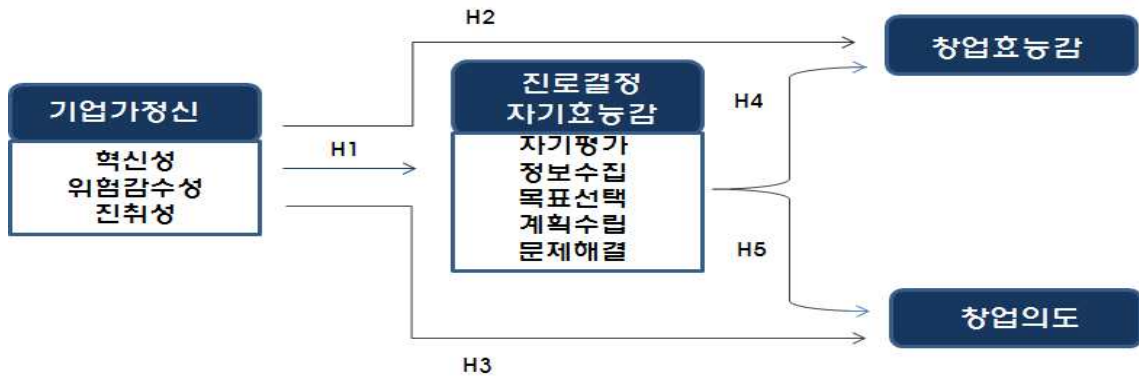 H2
창업효능감
기업가정신
혁신성
위험감수성
진취성
H1
진로결정
자기효능감
자기평가
정보수집
목표선택
계획수립
문제해결
H4
H5
창업의도
H3